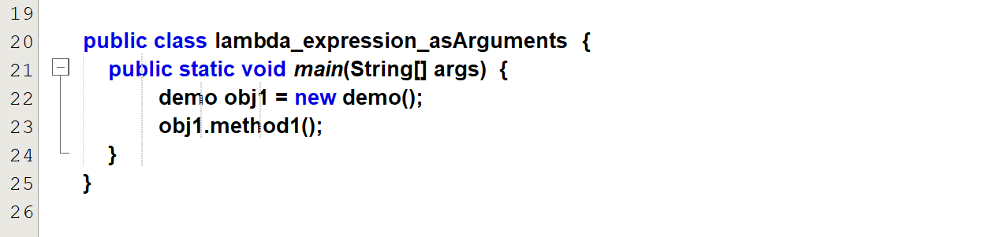 19
20 public class lambda_expression_asArguments {
21 public static void main(String[] args) {
22 demo obj1 = new demo();
23 obj1.method1();
24 }
25 }
26